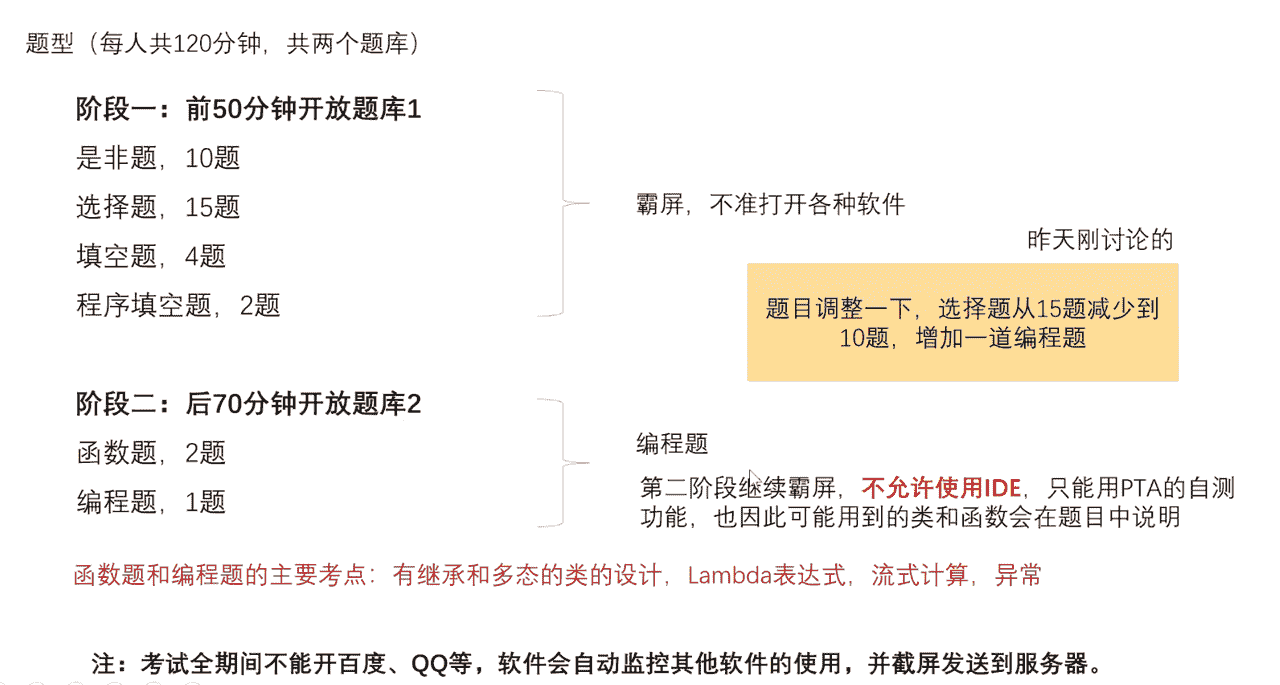 题型（每人共120分钟，共两个题库）
阶段一：前50分钟开放题库1
是非题，10题
选择题，15题
填空题，4题
程序填空题，2题
霸屏，不准打开各种软件
昨天刚讨论的
题目调整一下，选择题从15题减少到
10题，增加一道编程题
阶段二：后70分钟开放题库2
函数题，2题
编程题，1题
编程题
第二阶段继续霸屏，不允许使用IDE，只能用PTA的自测
功能，也因此可能用到的类和函数会在题目中说明
函数题和编程题的主要考点：有继承和多态的类的设计，Lambda表达式，流式计算，异常
注：考试全期间不能开百度、QQ等，软件会自动监控其他软件的使用，并截屏发送到服务器。